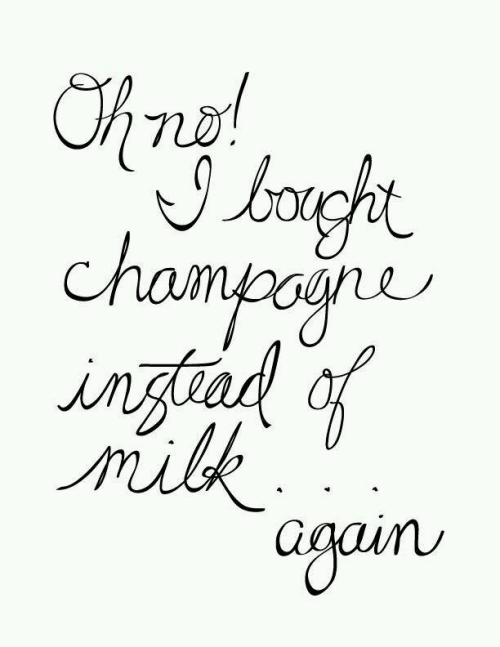 Oh no!
I bought
champagne
instead of
milk...
again